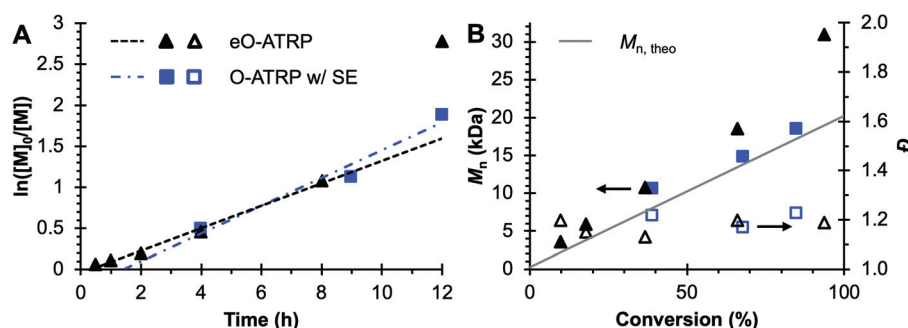 A
eO-ATRP
O-ATRP w/ SE
ln([M]0/[M])
3
2.5
2
1.5
1
0.5
0
0 2 4 6 8 10 12
Time (h)
B
Mn, theo
Mn (kDa)
30
25
20
15
10
5
0
2.0
1.8
1.6
1.4
1.2
1.0
Đ
0 50 100
Conversion (%)